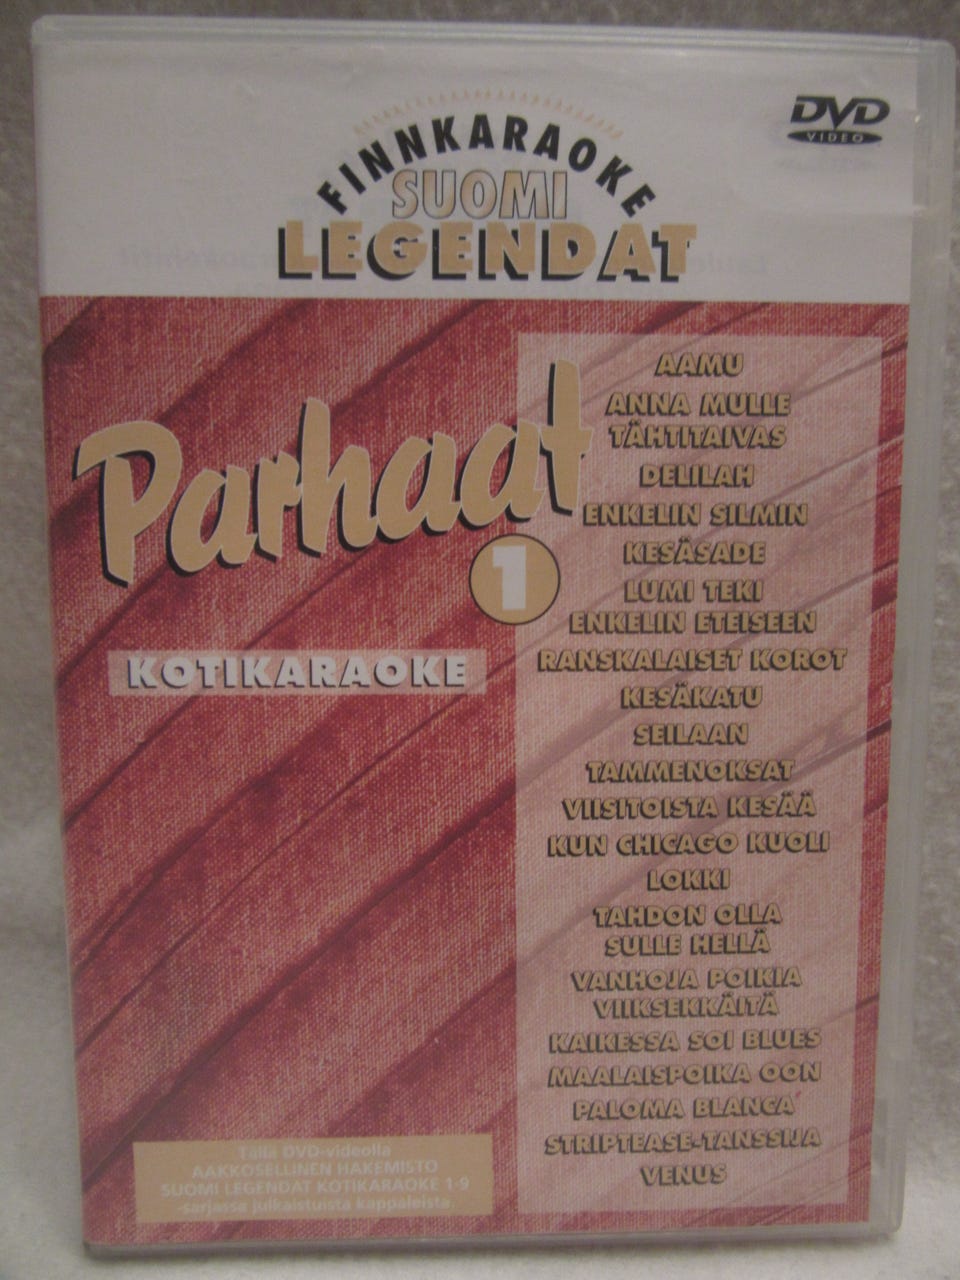 DVD
VIDEO
FINNKARAOKE
SUOMI
LEGENDAT
Parhaat
1
KOTIKARAOKE
AAMU
ANNA MULLE
TÄHTITAIVAS
DELILAH
ENKELIN SILMIN
KESÄSADE
LUMI TEKI
ENKELIN ETEISEEN
RANSKALAISET KOROT
KESÄKATU
SEILAAN
TAMMENOKSAT
VIISITOISTA KESÄÄ
KUN CHICAGO KUOLI
LOKKI
TAHDON OLLA
SULLE HELLÄ
VANHOJA POIKIA
VIIKSEKKÄITÄ
KAIKESSA SOI BLUES
MAALAISPOIKA OON
PALOMA BLANCA
STRIPTEASE-TANSSIJA
VENUS
Tällä DVD-videolla
AAKKOSELLINEN HAKEMISTO
SUOMI LEGENDAT KOTIKARAOKE 1-9
-sarjassa julkaistuista kappaleista.